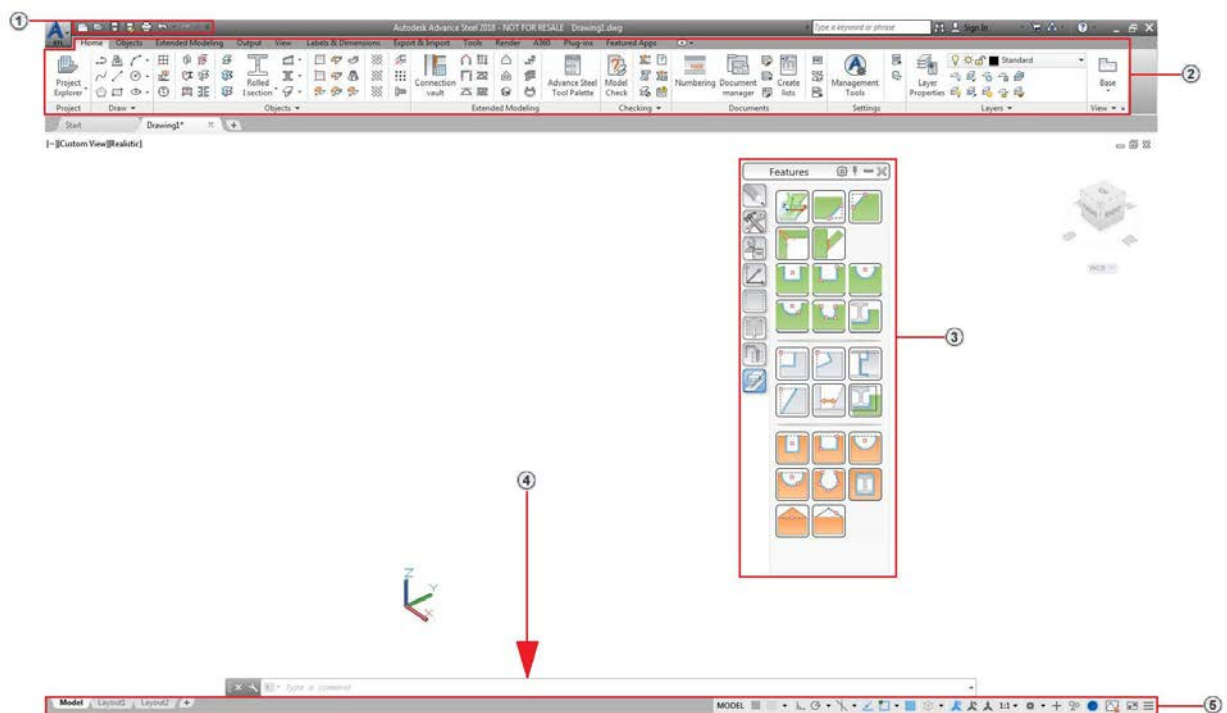 ①
Autodesk Advance Steel 2018 - NOT FOR RESALE Drawing1.dwg
Type a keyword or phrase
Sign In
Home Objects Extended Modeling Output View Labels & Dimensions Export & Import Tools Render A360 Plug-ins Featured Apps
②
Project Explorer
Rolled I section
Connection vault
Advance Steel Tool Palette
Model Check
Numbering
Document manager
Create lists
Management Tools
Layer Properties
Standard
Base
Project Draw Objects Extended Modeling Checking Documents Settings Layers View
Start Drawing1* +
[–][Custom View][Realistic]
Features
WCS
③
④
Z
Y
X
Type a command
Model Layout1 Layout2 +
MODEL 1:1
⑤